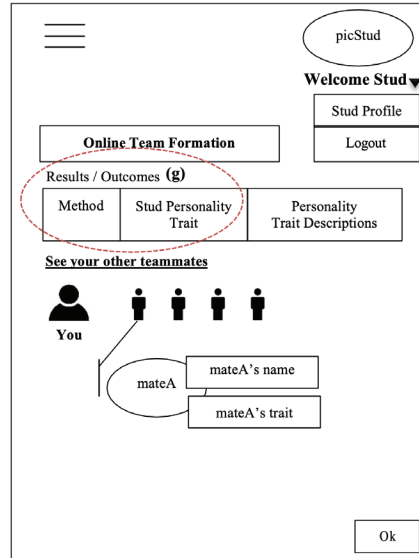 picStud
Welcome Stud
Stud Profile
Logout
Online Team Formation
Results / Outcomes (g)
Method
Stud Personality
Trait
Personality
Trait Descriptions
See your other teammates
You
mateA
mateA's name
mateA's trait
Ok